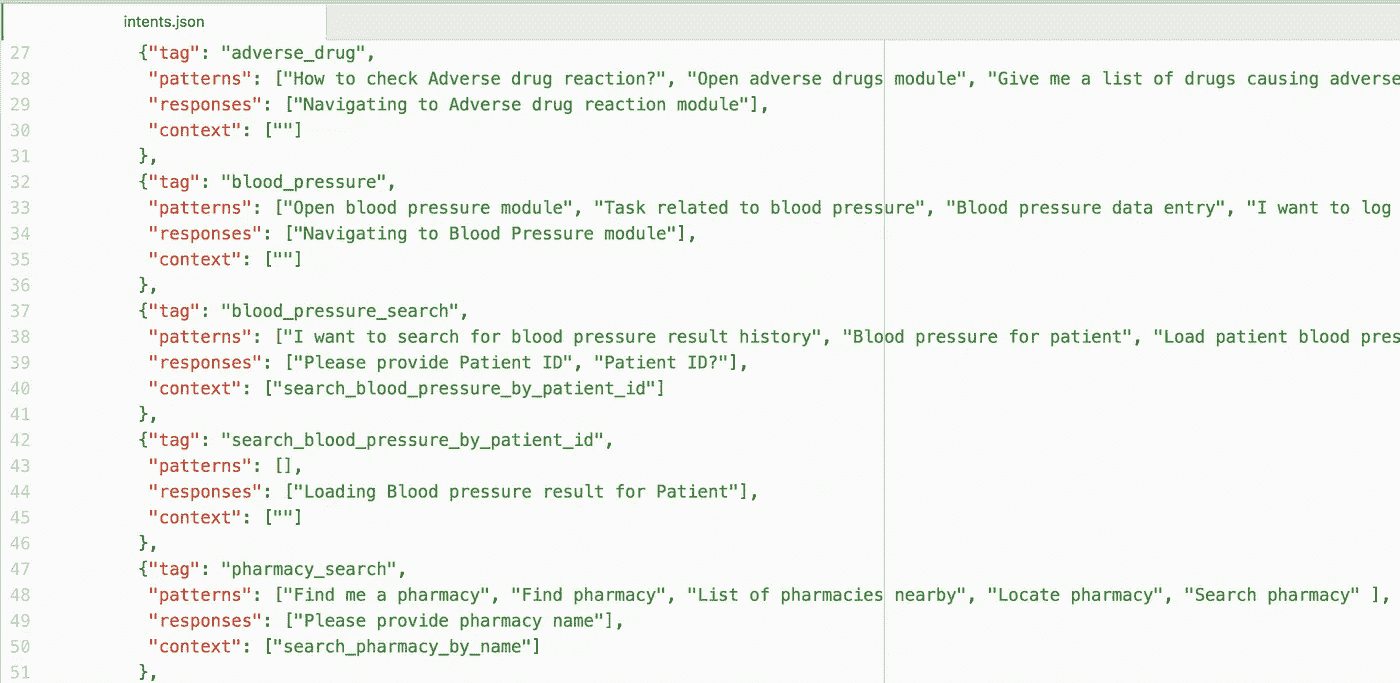 intents.json
27 {"tag": "adverse_drug",
28 "patterns": ["How to check Adverse drug reaction?", "Open adverse drugs module", "Give me a list of drugs causing adverse
29 "responses": ["Navigating to Adverse drug reaction module"],
30 "context": [""]
31 },
32 {"tag": "blood_pressure",
33 "patterns": ["Open blood pressure module", "Task related to blood pressure", "Blood pressure data entry", "I want to log
34 "responses": ["Navigating to Blood Pressure module"],
35 "context": [""]
36 },
37 {"tag": "blood_pressure_search",
38 "patterns": ["I want to search for blood pressure result history", "Blood pressure for patient", "Load patient blood pres
39 "responses": ["Please provide Patient ID", "Patient ID?"],
40 "context": ["search_blood_pressure_by_patient_id"]
41 },
42 {"tag": "search_blood_pressure_by_patient_id",
43 "patterns": [],
44 "responses": ["Loading Blood pressure result for Patient"],
45 "context": [""]
46 },
47 {"tag": "pharmacy_search",
48 "patterns": ["Find me a pharmacy", "Find pharmacy", "List of pharmacies nearby", "Locate pharmacy", "Search pharmacy" ],
49 "responses": ["Please provide pharmacy name"],
50 "context": ["search_pharmacy_by_name"]
51 },